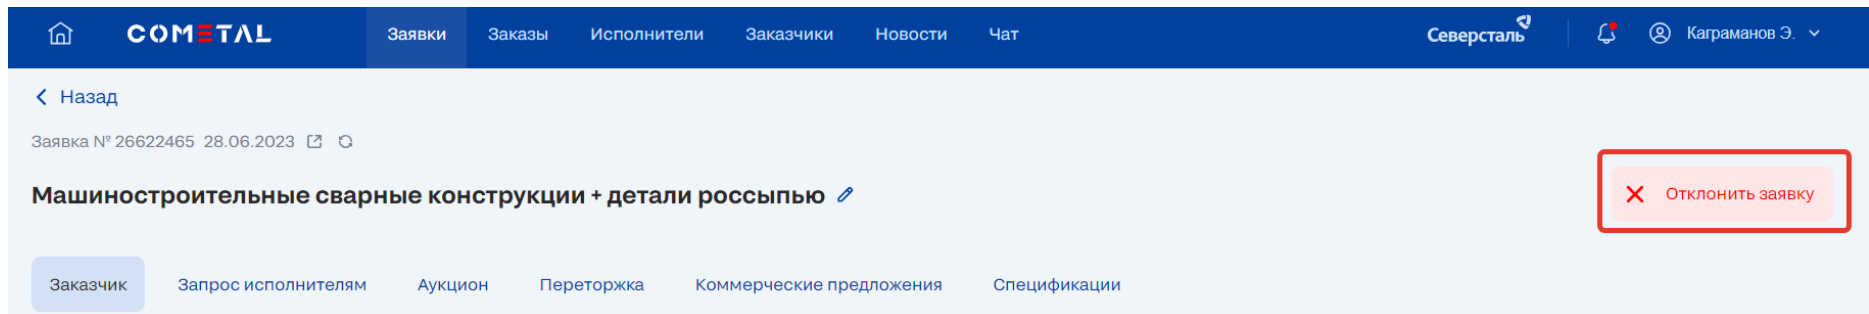 COMETAL Заявки Заказы Исполнители Заказчики Новости Чат Северсталь Каграманов Э.
Назад
Заявка № 26622465 28.06.2023
Машиностроительные сварные конструкции + детали россыпью
Отклонить заявку
Заказчик Запрос исполнителям Аукцион Переторжка Коммерческие предложения Спецификации